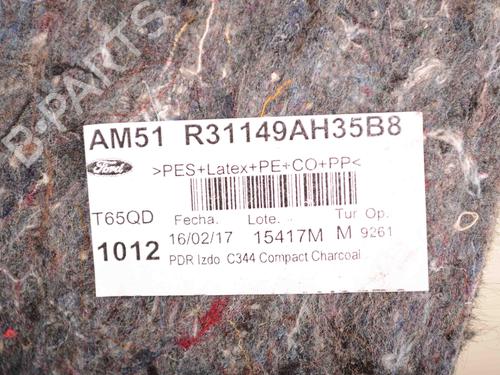 B-PARTS
AM51 R31149AH35B8
Ford >PES+Latex+PE+CO+PP<
T65QD Fecha. Lote. Tur Op.
1012 16/02/17 15417M M 9261
PDR Izdo C344 Compact Charcoal